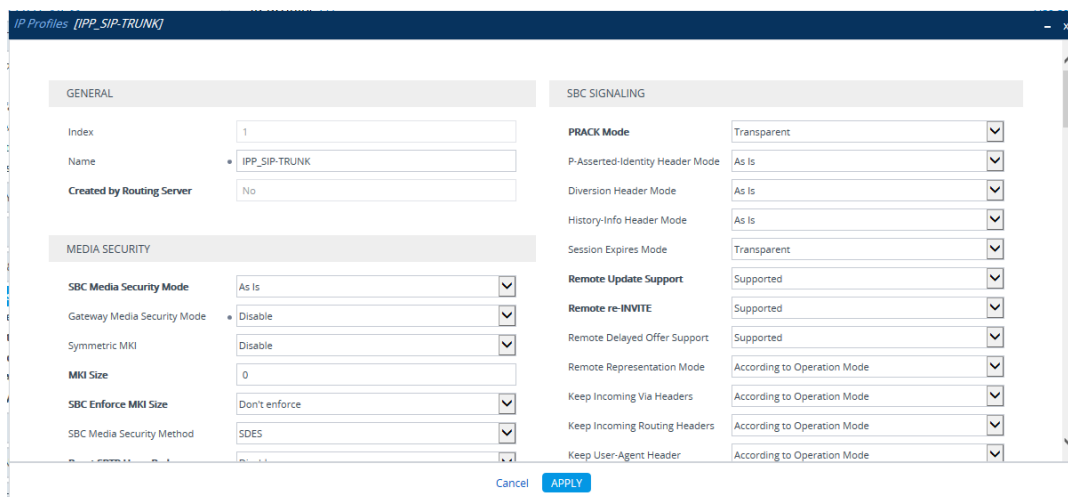 IP Profiles [IPP_SIP-TRUNK]
GENERAL
Index 1
Name IPP_SIP-TRUNK
Created by Routing Server No
MEDIA SECURITY
SBC Media Security Mode As Is
Gateway Media Security Mode Disable
Symmetric MKI Disable
MKI Size 0
SBC Enforce MKI Size Don't enforce
SBC Media Security Method SDES
SBC SIGNALING
PRACK Mode Transparent
P-Asserted-Identity Header Mode As Is
Diversion Header Mode As Is
History-Info Header Mode As Is
Session Expires Mode Transparent
Remote Update Support Supported
Remote re-INVITE Supported
Remote Delayed Offer Support Supported
Remote Representation Mode According to Operation Mode
Keep Incoming Via Headers According to Operation Mode
Keep Incoming Routing Headers According to Operation Mode
Keep User-Agent Header According to Operation Mode
Cancel APPLY